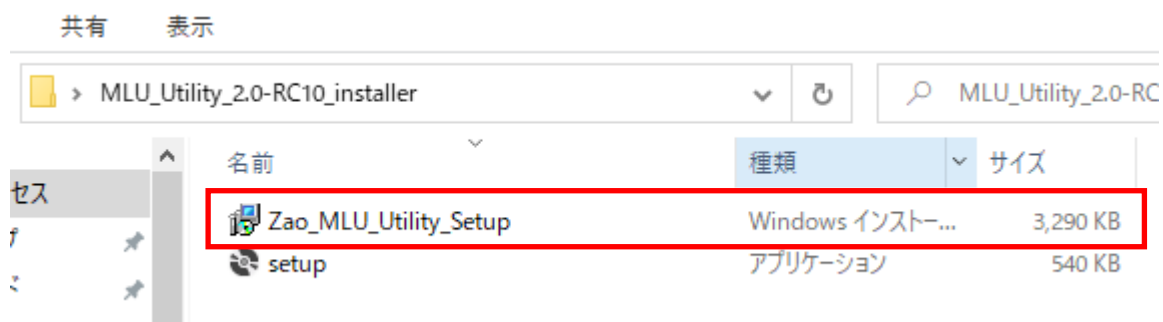 共有 表示
MLU_Utility_2.0-RC10_installer MLU_Utility_2.0-RC
名前 種類 サイズ
セス
Zao_MLU_Utility_Setup Windows インストー... 3,290 KB
setup アプリケーション 540 KB